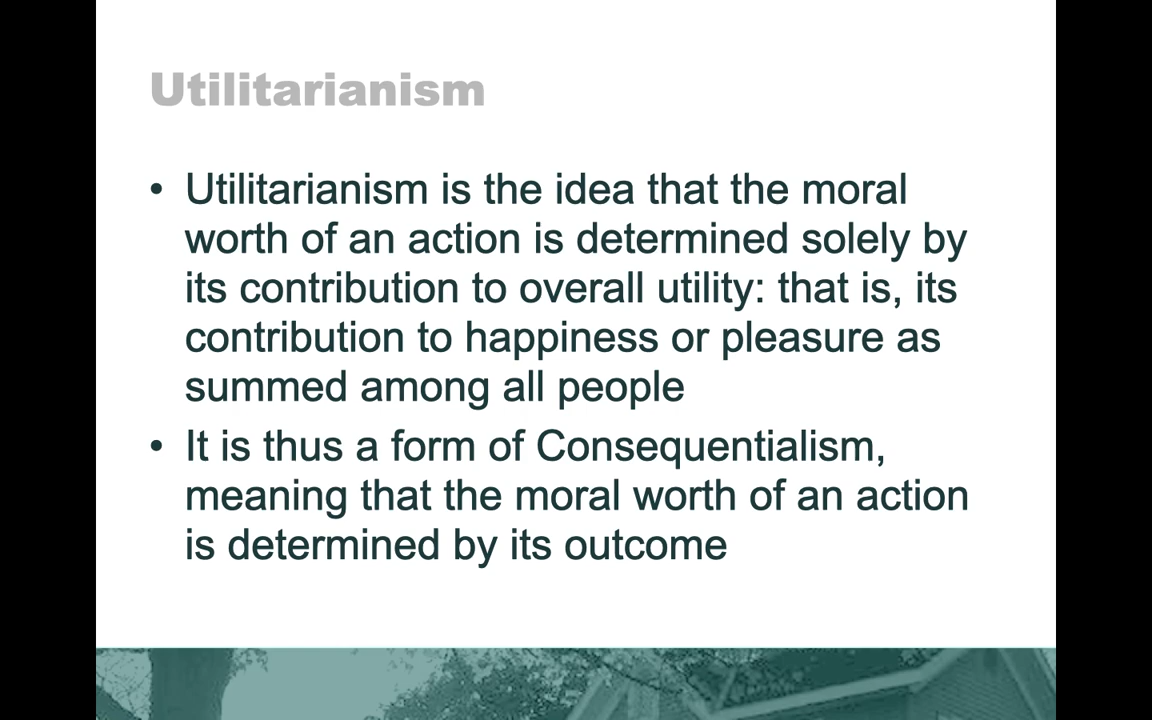 Utilitarianism
• Utilitarianism is the idea that the moral
worth of an action is determined solely by
its contribution to overall utility: that is, its
contribution to happiness or pleasure as
summed among all people
• It is thus a form of Consequentialism,
meaning that the moral worth of an action
is determined by its outcome